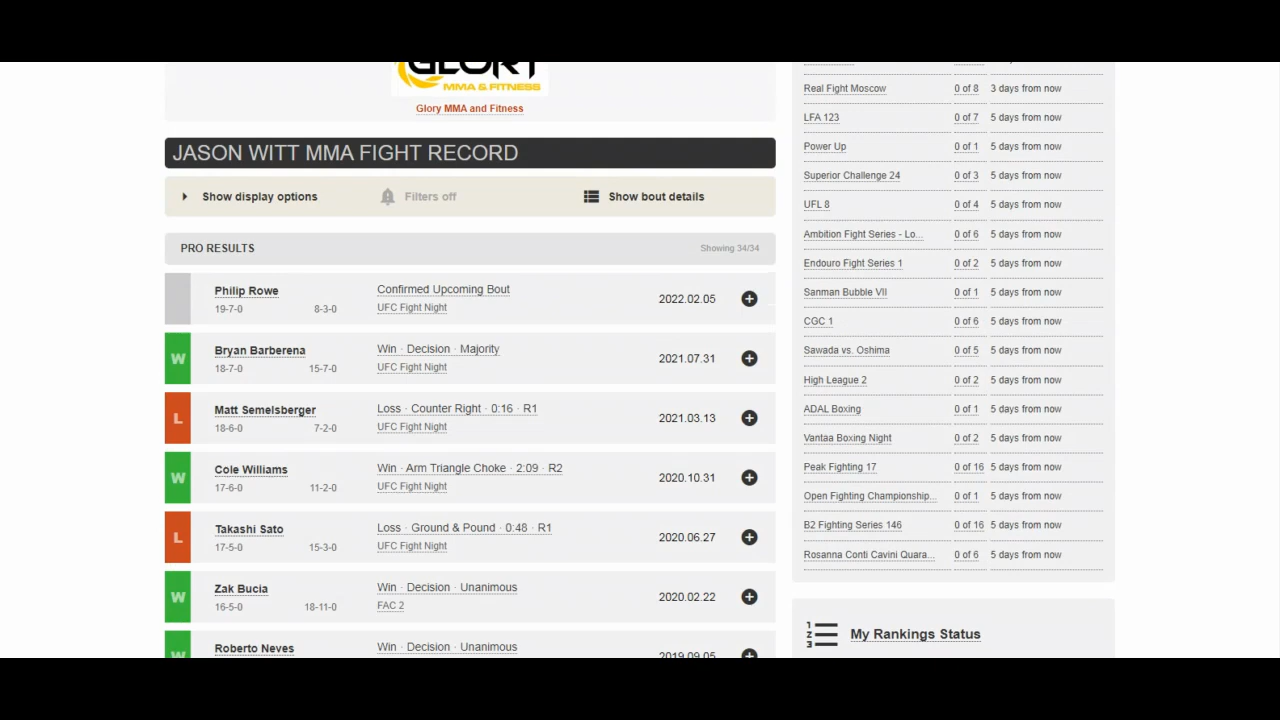 GLORY
MMA & FITNESS
Glory MMA and Fitness
JASON WITT MMA FIGHT RECORD
Show display options
Filters off
Show bout details
PRO RESULTS
Showing 34/34
Philip Rowe
19-7-0 8-3-0
Confirmed Upcoming Bout
UFC Fight Night
2022.02.05
W
Bryan Barberena
18-7-0 15-7-0
Win · Decision · Majority
UFC Fight Night
2021.07.31
L
Matt Semelsberger
18-6-0 7-2-0
Loss · Counter Right · 0:16 · R1
UFC Fight Night
2021.03.13
W
Cole Williams
17-6-0 11-2-0
Win · Arm Triangle Choke · 2:09 · R2
UFC Fight Night
2020.10.31
L
Takashi Sato
17-5-0 15-3-0
Loss · Ground & Pound · 0:48 · R1
UFC Fight Night
2020.06.27
W
Zak Bucia
16-5-0 18-11-0
Win · Decision · Unanimous
FAC 2
2020.02.22
W
Roberto Neves
Win · Decision · Unanimous
2019.09.05
Real Fight Moscow 0 of 8 3 days from now
LFA 123 0 of 7 5 days from now
Power Up 0 of 1 5 days from now
Superior Challenge 24 0 of 3 5 days from now
UFL 8 0 of 4 5 days from now
Ambition Fight Series - Lo... 0 of 6 5 days from now
Endouro Fight Series 1 0 of 2 5 days from now
Sanman Bubble VII 0 of 1 5 days from now
CGC 1 0 of 6 5 days from now
Sawada vs. Oshima 0 of 5 5 days from now
High League 2 0 of 2 5 days from now
ADAL Boxing 0 of 1 5 days from now
Vantaa Boxing Night 0 of 2 5 days from now
Peak Fighting 17 0 of 16 5 days from now
Open Fighting Championship... 0 of 1 5 days from now
B2 Fighting Series 146 0 of 16 5 days from now
Rosanna Conti Cavini Quara... 0 of 6 5 days from now
1
2
3
My Rankings Status